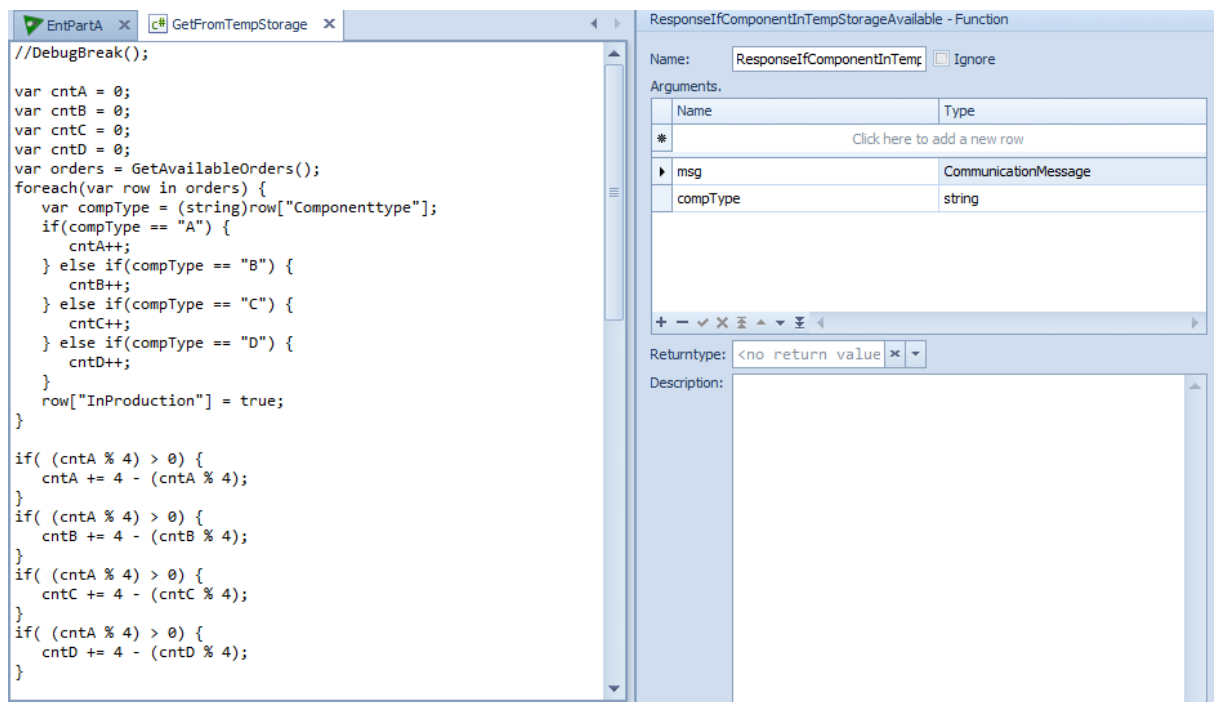 EntPartA
GetFromTempStorage
//DebugBreak();
var cntA = 0;
var cntB = 0;
var cntC = 0;
var cntD = 0;
var orders = GetAvailableOrders();
foreach(var row in orders) {
var compType = (string)row["Componenttype"];
if(compType == "A") {
cntA++;
} else if(compType == "B") {
cntB++;
} else if(compType == "C") {
cntC++;
} else if(compType == "D") {
cntD++;
}
row["InProduction"] = true;
}
if( (cntA % 4) > 0) {
cntA += 4 - (cntA % 4);
}
if( (cntA % 4) > 0) {
cntB += 4 - (cntB % 4);
}
if( (cntA % 4) > 0) {
cntC += 4 - (cntC % 4);
}
if( (cntA % 4) > 0) {
cntD += 4 - (cntD % 4);
}
ResponseIfComponentInTempStorageAvailable - Function
Name: ResponseIfComponentInTemp Ignore
Arguments.
Name Type
Click here to add a new row
msg CommunicationMessage
compType string
Returntype: <no return value
Description: